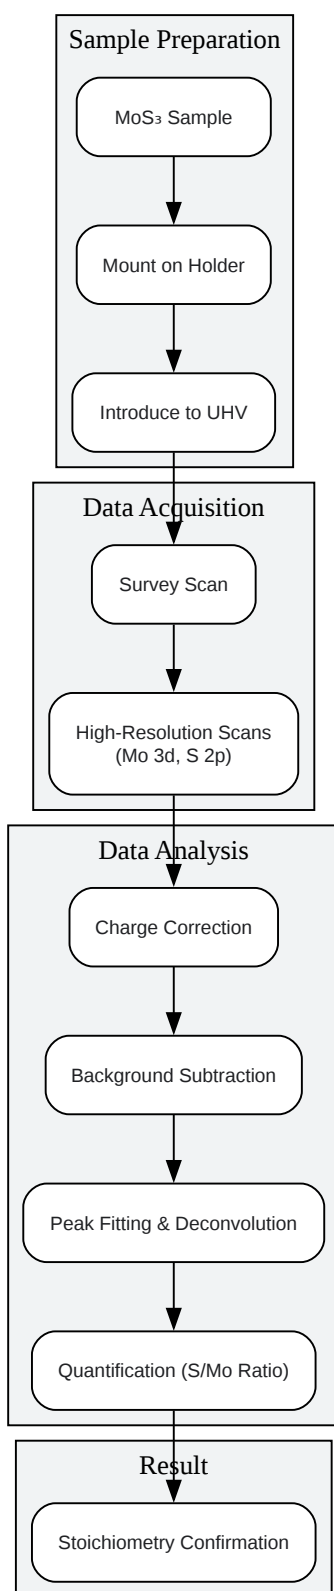 Sample Preparation
MoS₃ Sample
Mount on Holder
Introduce to UHV
Data Acquisition
Survey Scan
High-Resolution Scans
(Mo 3d, S 2p)
Data Analysis
Charge Correction
Background Subtraction
Peak Fitting & Deconvolution
Quantification (S/Mo Ratio)
Result
Stoichiometry Confirmation